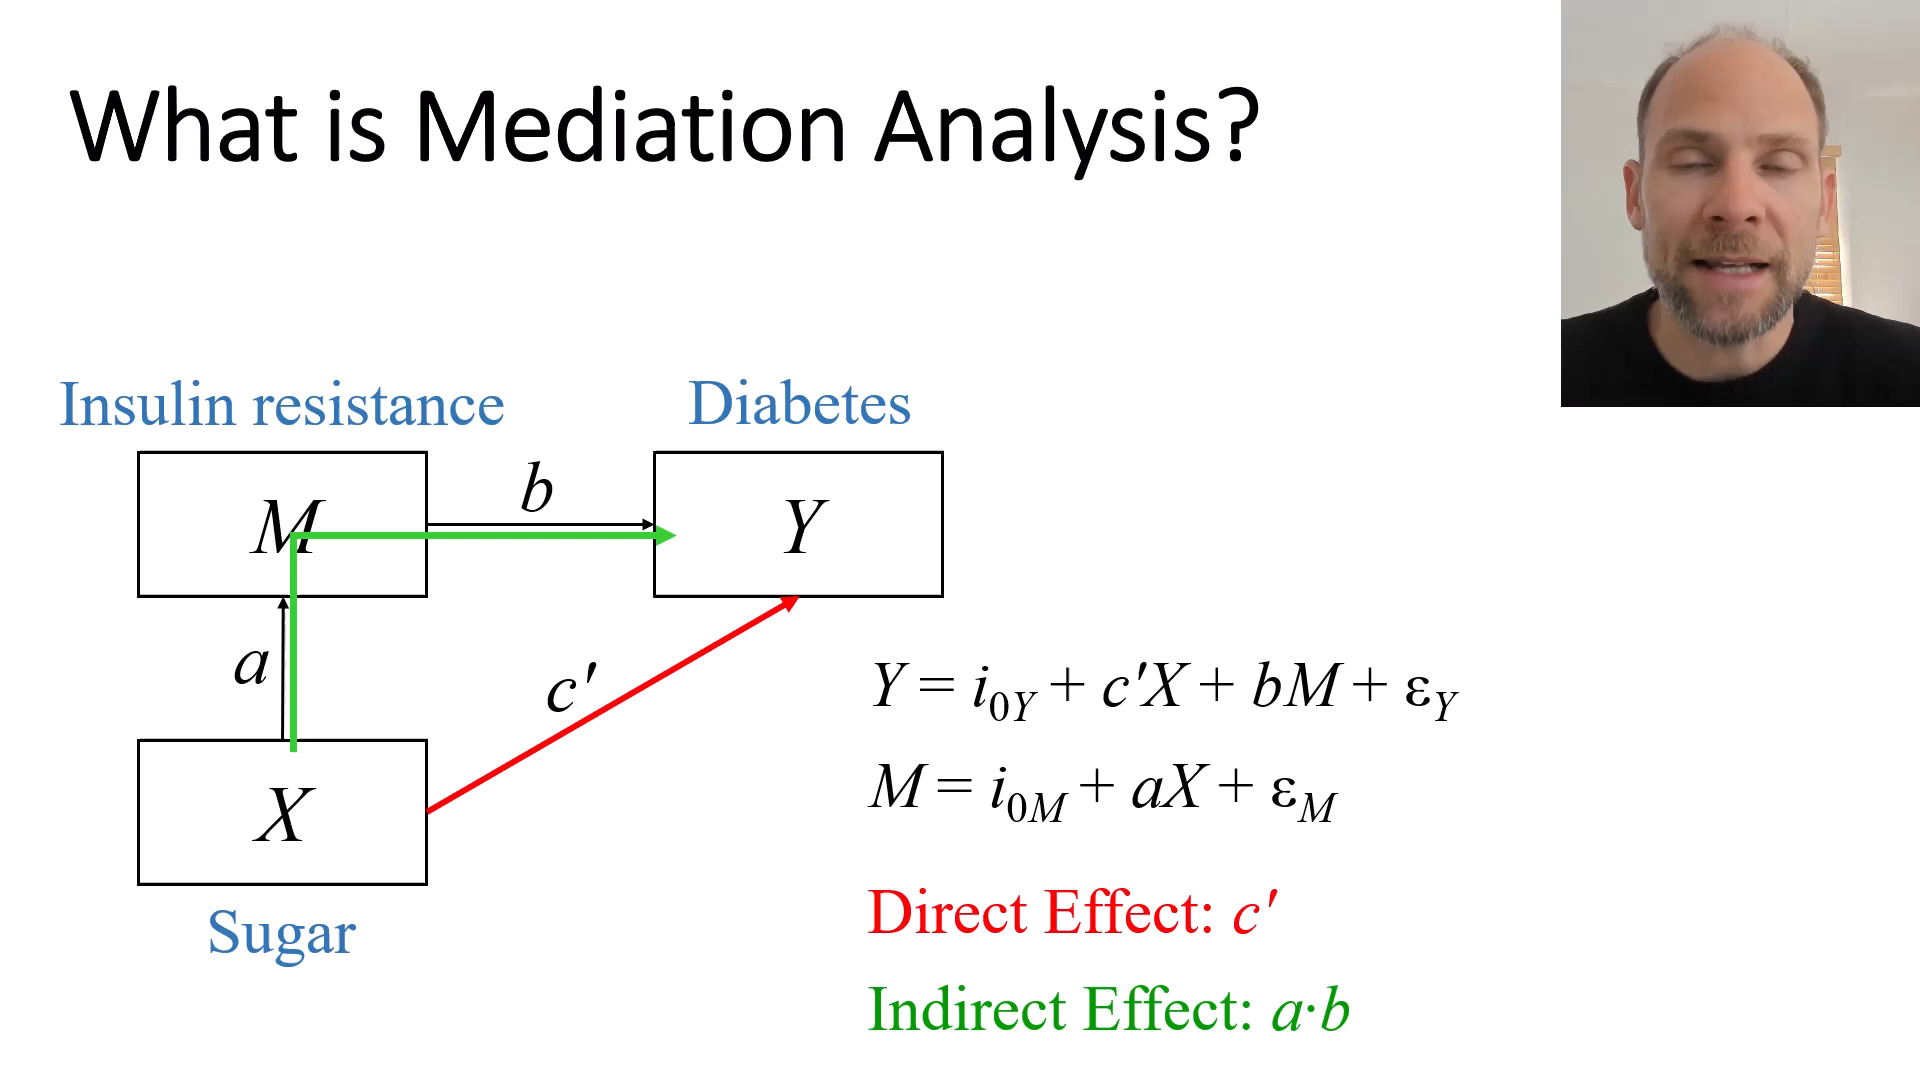 What is Mediation Analysis?
Insulin resistance
Diabetes
M
b
Y
a
c′
X
Sugar
Y = i₀Y + c′X + bM + εY
M = i₀M + aX + εM
Direct Effect: c′
Indirect Effect: a·b